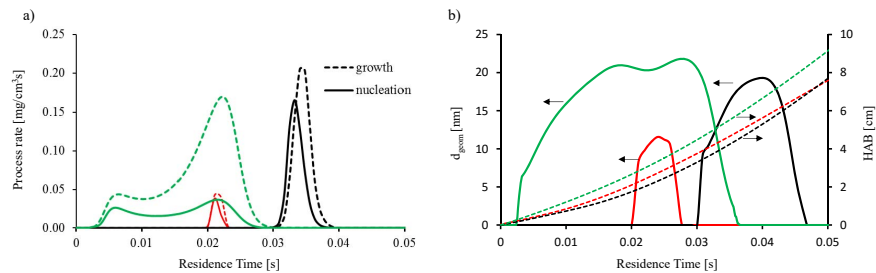 a)
b)
0.25
0.20
0.15
0.10
0.05
0.00
Process rate [mg/cm³s]
growth
nucleation
0 0.01 0.02 0.03 0.04 0.05
Residence Time [s]
25
20
15
10
5
0
d_geom [nm]
10
8
6
4
2
0
HAB [cm]
0 0.01 0.02 0.03 0.04 0.05
Residence Time [s]